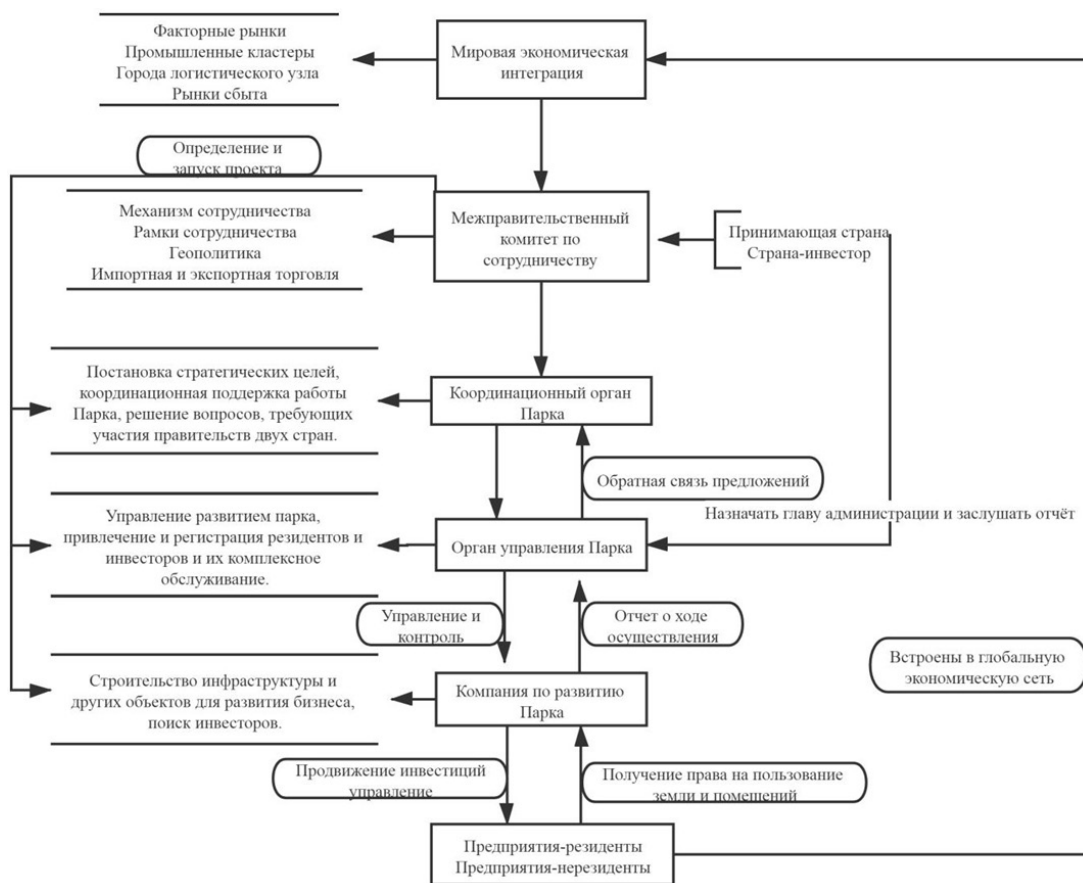 Факторные рынки
Промышленные кластеры
Города логистического узла
Рынки сбыта
Мировая экономическая
интеграция
Определение и
запуск проекта
Механизм сотрудничества
Рамки сотрудничества
Геополитика
Импортная и экспортная торговля
Межправительственный
комитет по
сотрудничеству
Принимающая страна
Страна-инвестор
Постановка стратегических целей,
координационная поддержка работы
Парка, решение вопросов, требующих
участия правительств двух стран.
Координационный орган
Парка
Обратная связь предложений
Назначать главу администрации и заслушать отчёт
Управление развитием парка,
привлечение и регистрация резидентов и
инвесторов и их комплексное
обслуживание.
Орган управления Парка
Управление и
контроль
Отчет о ходе
осуществления
Встроены в глобальную
экономическую сеть
Строительство инфраструктуры и
других объектов для развития бизнеса,
поиск инвесторов.
Компания по развитию
Парка
Продвижение инвестиций
управление
Получение права на пользование
земли и помещений
Предприятия-резиденты
Предприятия-нерезиденты